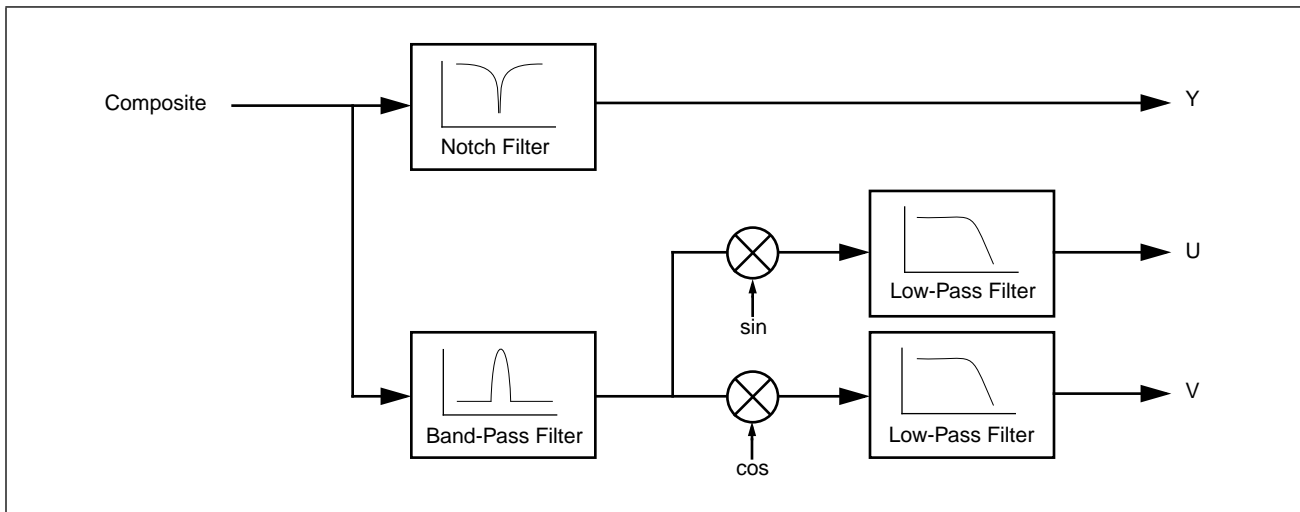 Composite
Notch Filter
Y
Low-Pass Filter
U
sin
Band-Pass Filter
Low-Pass Filter
V
cos